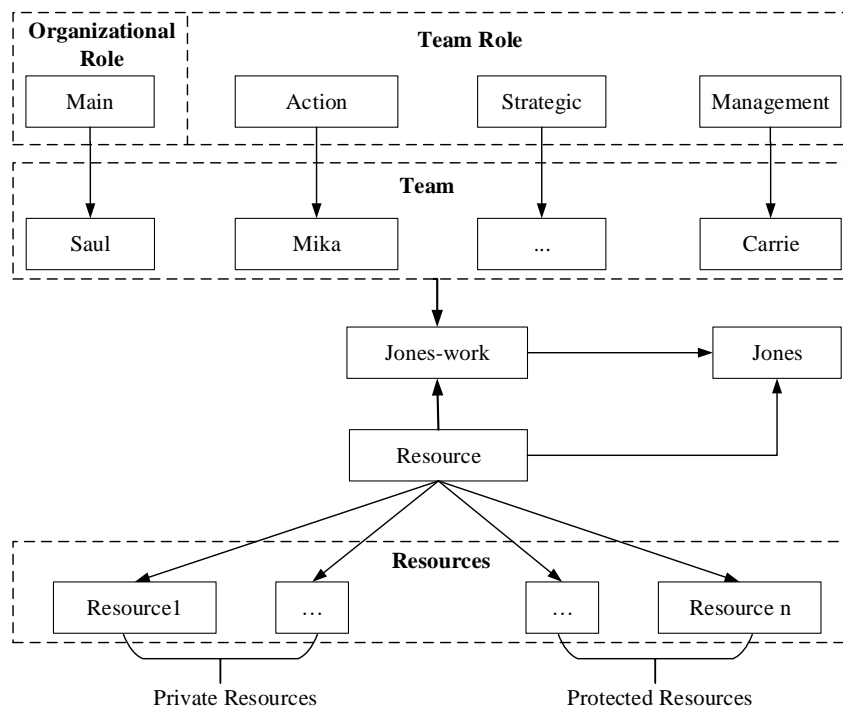 Organizational
Role
Team Role
Main
Action
Strategic
Management
Team
Saul
Mika
...
Carrie
Jones-work
Jones
Resource
Resources
Resource1
…
…
Resource n
Private Resources
Protected Resources